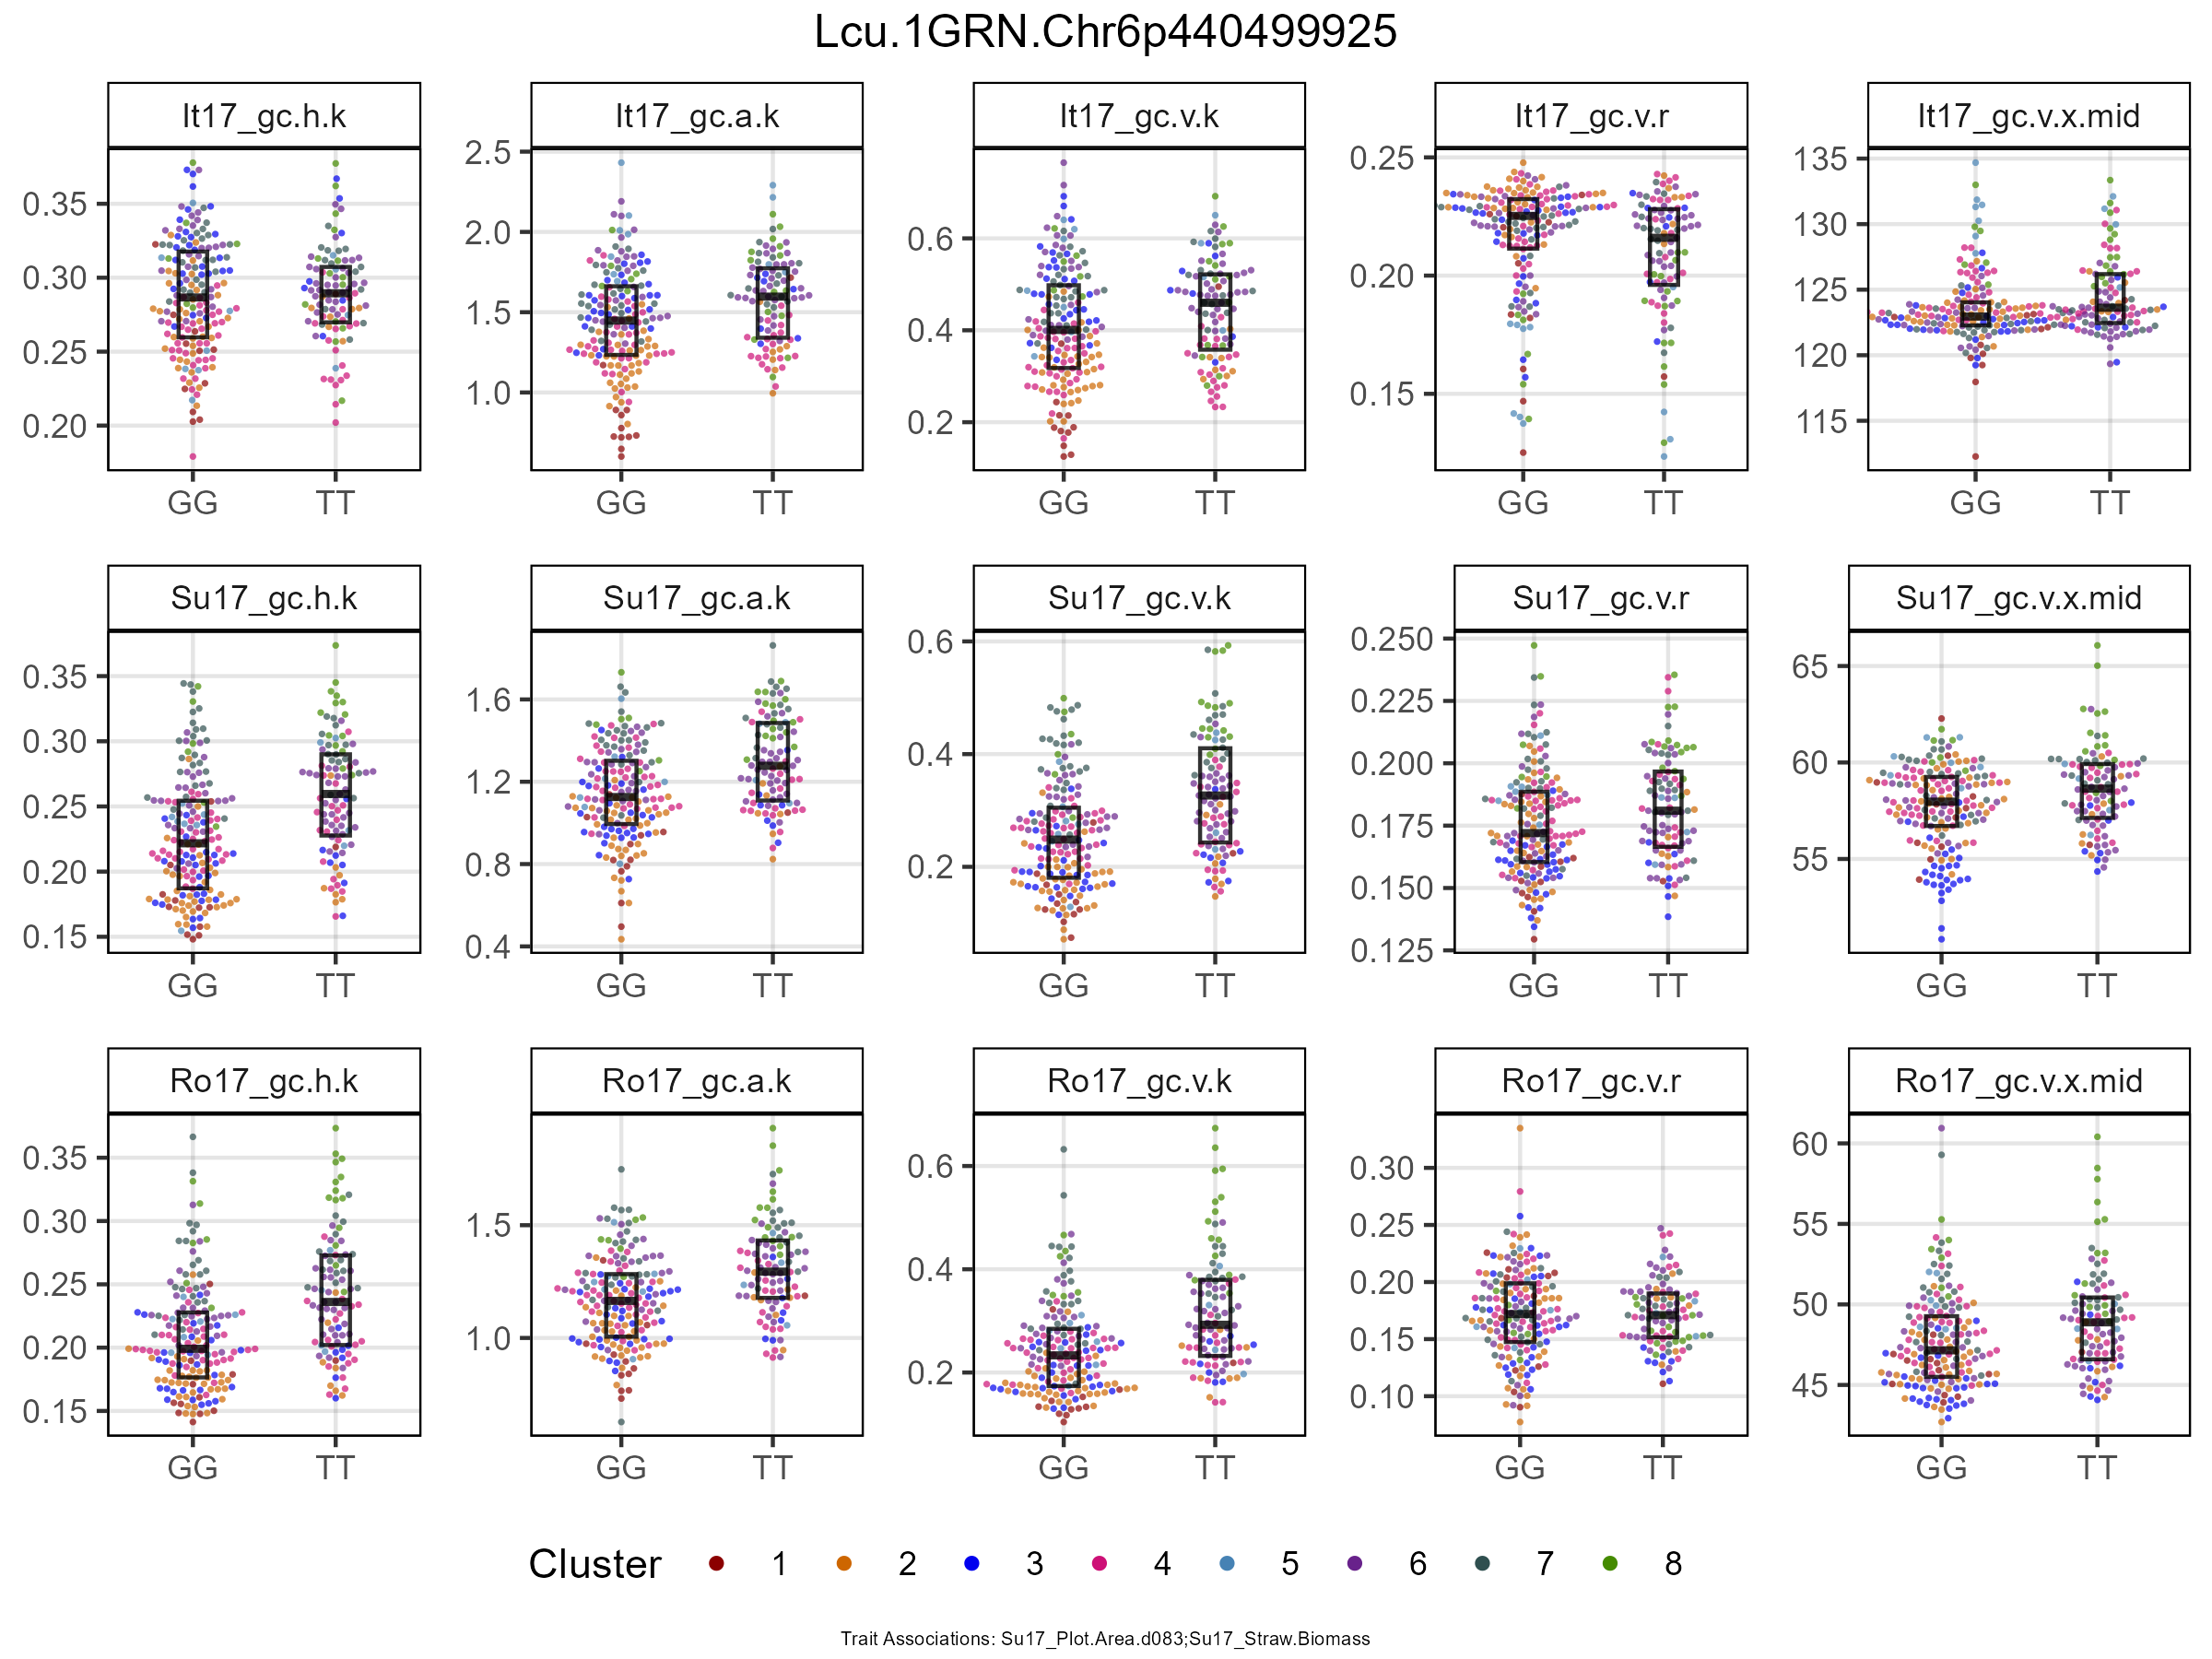 Lcu.1GRN.Chr6p440499925
It17_gc.h.k
It17_gc.a.k
It17_gc.v.k
It17_gc.v.r
It17_gc.v.x.mid
0.35
0.30
0.25
0.20
GG TT
2.5
2.0
1.5
1.0
GG TT
0.6
0.4
0.2
GG TT
0.25
0.20
0.15
GG TT
135
130
125
120
115
GG TT
Su17_gc.h.k
Su17_gc.a.k
Su17_gc.v.k
Su17_gc.v.r
Su17_gc.v.x.mid
0.35
0.30
0.25
0.20
0.15
GG TT
1.6
1.2
0.8
0.4
GG TT
0.6
0.4
0.2
GG TT
0.250
0.225
0.200
0.175
0.150
0.125
GG TT
65
60
55
GG TT
Ro17_gc.h.k
Ro17_gc.a.k
Ro17_gc.v.k
Ro17_gc.v.r
Ro17_gc.v.x.mid
0.35
0.30
0.25
0.20
0.15
GG TT
1.5
1.0
GG TT
0.6
0.4
0.2
GG TT
0.30
0.25
0.20
0.15
0.10
GG TT
60
55
50
45
GG TT
Cluster 1 2 3 4 5 6 7 8
Trait Associations: Su17_Plot.Area.d083;Su17_Straw.Biomass